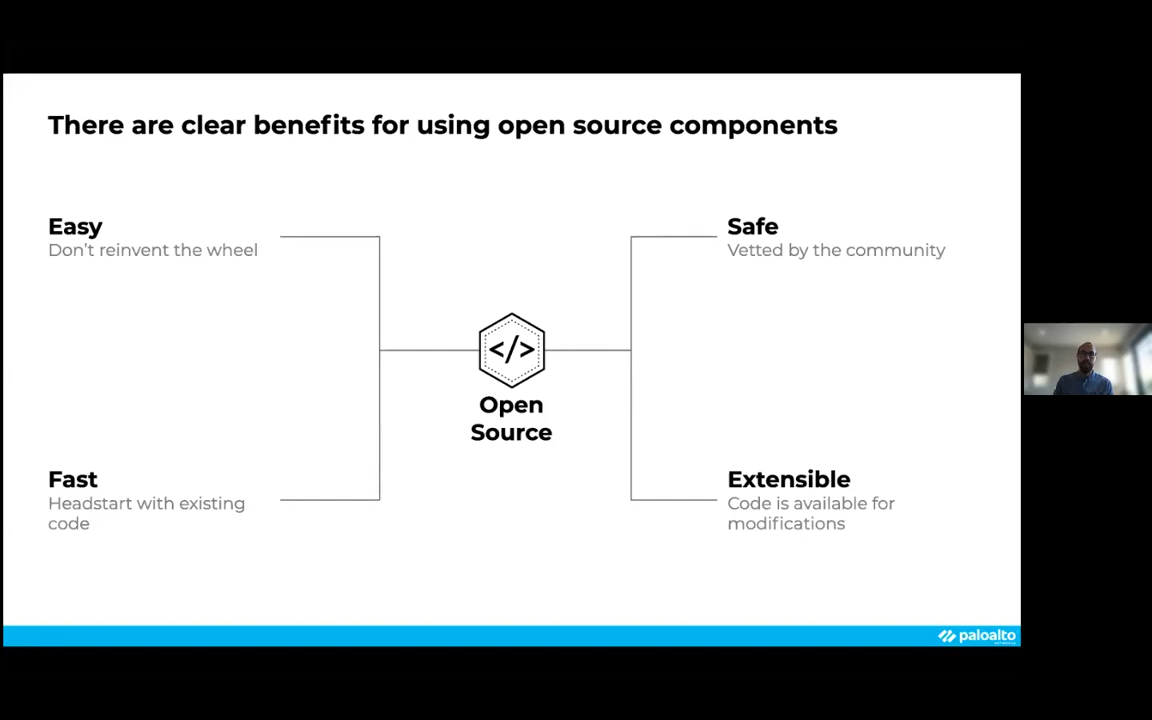 There are clear benefits for using open source components
Easy
Don't reinvent the wheel
Safe
Vetted by the community
</>
Open
Source
Fast
Headstart with existing
code
Extensible
Code is available for
modifications
paloalto